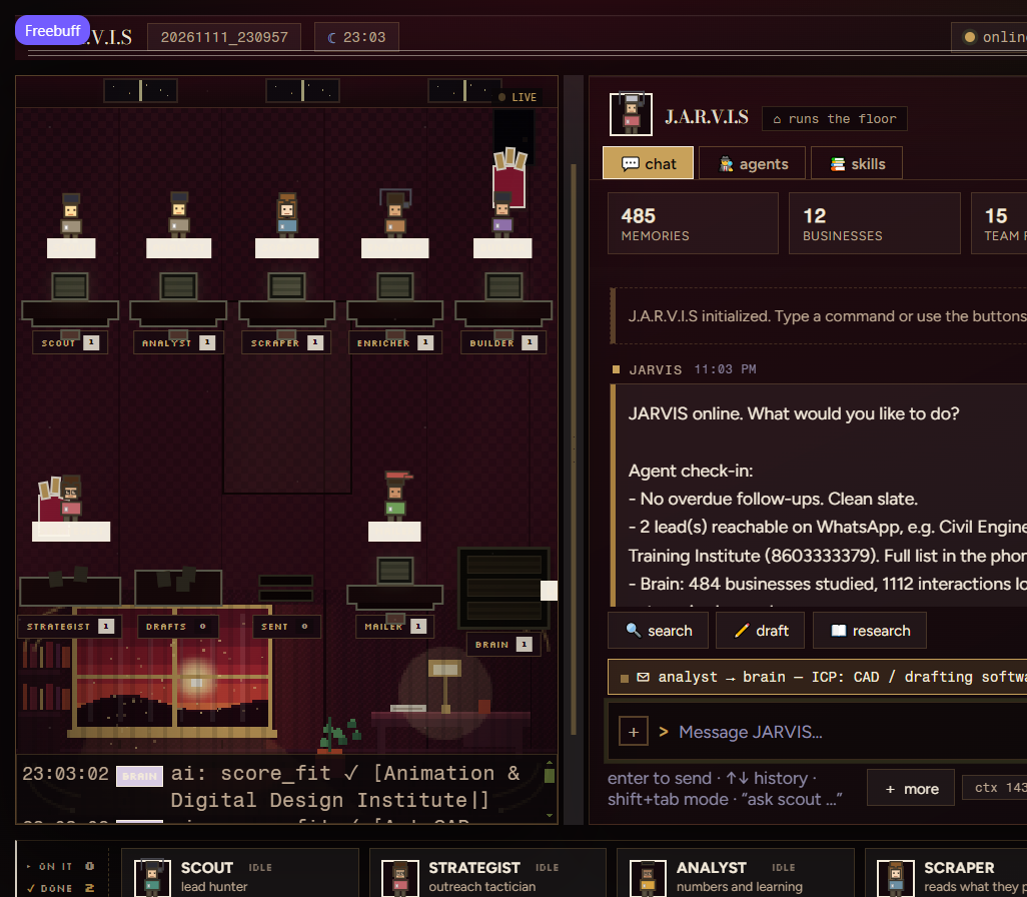 Freebuff
.V.I.S
20261111_230957
☾ 23:03
onlin
LIVE
SCOUT 1
ANALYST 1
SCRAPER 1
ENRICHER 1
BUILDER 1
STRATEGIST 1
DRAFTS 0
SENT 0
MAILER 1
BRAIN 1
23:03:02 BRAIN ai: score_fit ✓ [Animation &
Digital Design Institute|]
J.A.R.V.I.S
⌂ runs the floor
chat
agents
skills
485
MEMORIES
12
BUSINESSES
15
TEAM
J.A.R.V.I.S initialized. Type a command or use the buttons
JARVIS 11:03 PM
JARVIS online. What would you like to do?
Agent check-in:
- No overdue follow-ups. Clean slate.
- 2 lead(s) reachable on WhatsApp, e.g. Civil Engine
Training Institute (8603333379). Full list in the phon
- Brain: 484 businesses studied, 1112 interactions lo
search
draft
research
analyst → brain — ICP: CAD / drafting softwa
+ > Message JARVIS...
enter to send · ↑↓ history ·
shift+tab mode · “ask scout ...”
+ more
ctx 143
ON IT 0
✓ DONE 2
SCOUT IDLE
lead hunter
STRATEGIST IDLE
outreach tactician
ANALYST IDLE
numbers and learning
SCRAPER
reads what they p